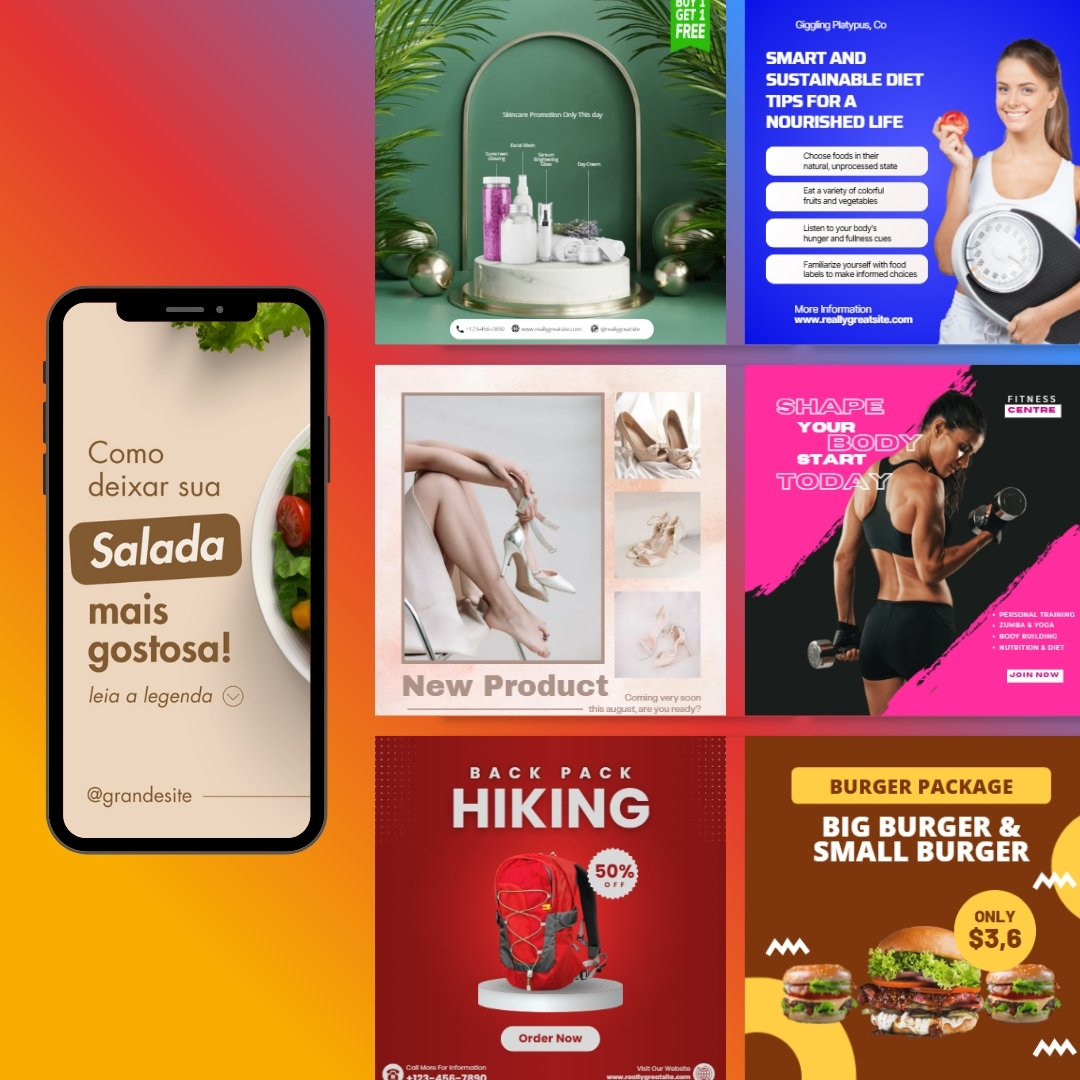 Como
deixar sua
Salada
mais
gostosa!
leia a legenda
@grandesite
BUY 1
GET 1
FREE
Skincare Promotion Only This day
Facial Wash
Sunscreen
Glowing
Serum
Brightening
Glow
Day Cream
+123-456-7890
www.reallygreatsite.com
@reallygreatsite
Giggling Platypus, Co
SMART AND
SUSTAINABLE DIET
TIPS FOR A
NOURISHED LIFE
Choose foods in their
natural, unprocessed state
Eat a variety of colorful
fruits and vegetables
Listen to your body's
hunger and fullness cues
Familiarize yourself with food
labels to make informed choices
More Information
www.reallygreatsite.com
New Product
Coming very soon
this august, are you ready?
SHAPE
YOUR
BODY
START
TODAY
FITNESS
CENTRE
• PERSONAL TRAINING
• ZUMBA & YOGA
• BODY BUILDING
• NUTRITION & DIET
JOIN NOW
BACK PACK
HIKING
50%
OFF
Order Now
Call More For Information
+123-456-7890
Visit Our Website
www.reallygreatsite.com
BURGER PACKAGE
BIG BURGER &
SMALL BURGER
ONLY
$3,6